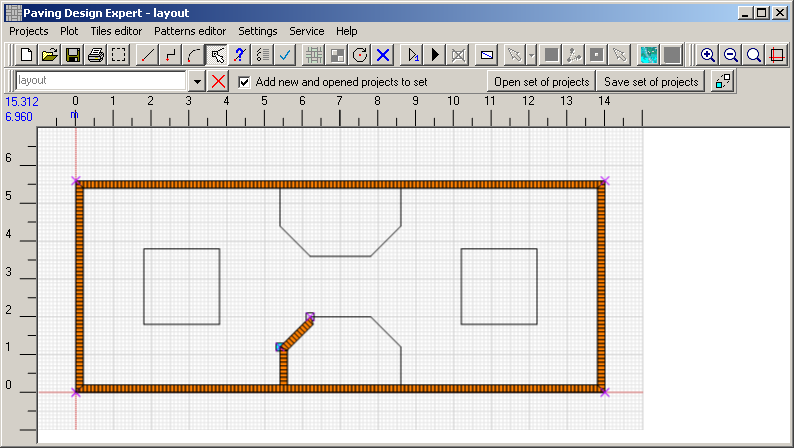 Paving Design Expert - layout
Projects Plot Tiles editor Patterns editor Settings Service Help
layout Add new and opened projects to set Open set of projects Save set of projects
15.312 0 1 2 3 4 5 6 7 8 9 10 11 12 13 14
6.960 m
6
5
4
3
2
1
0